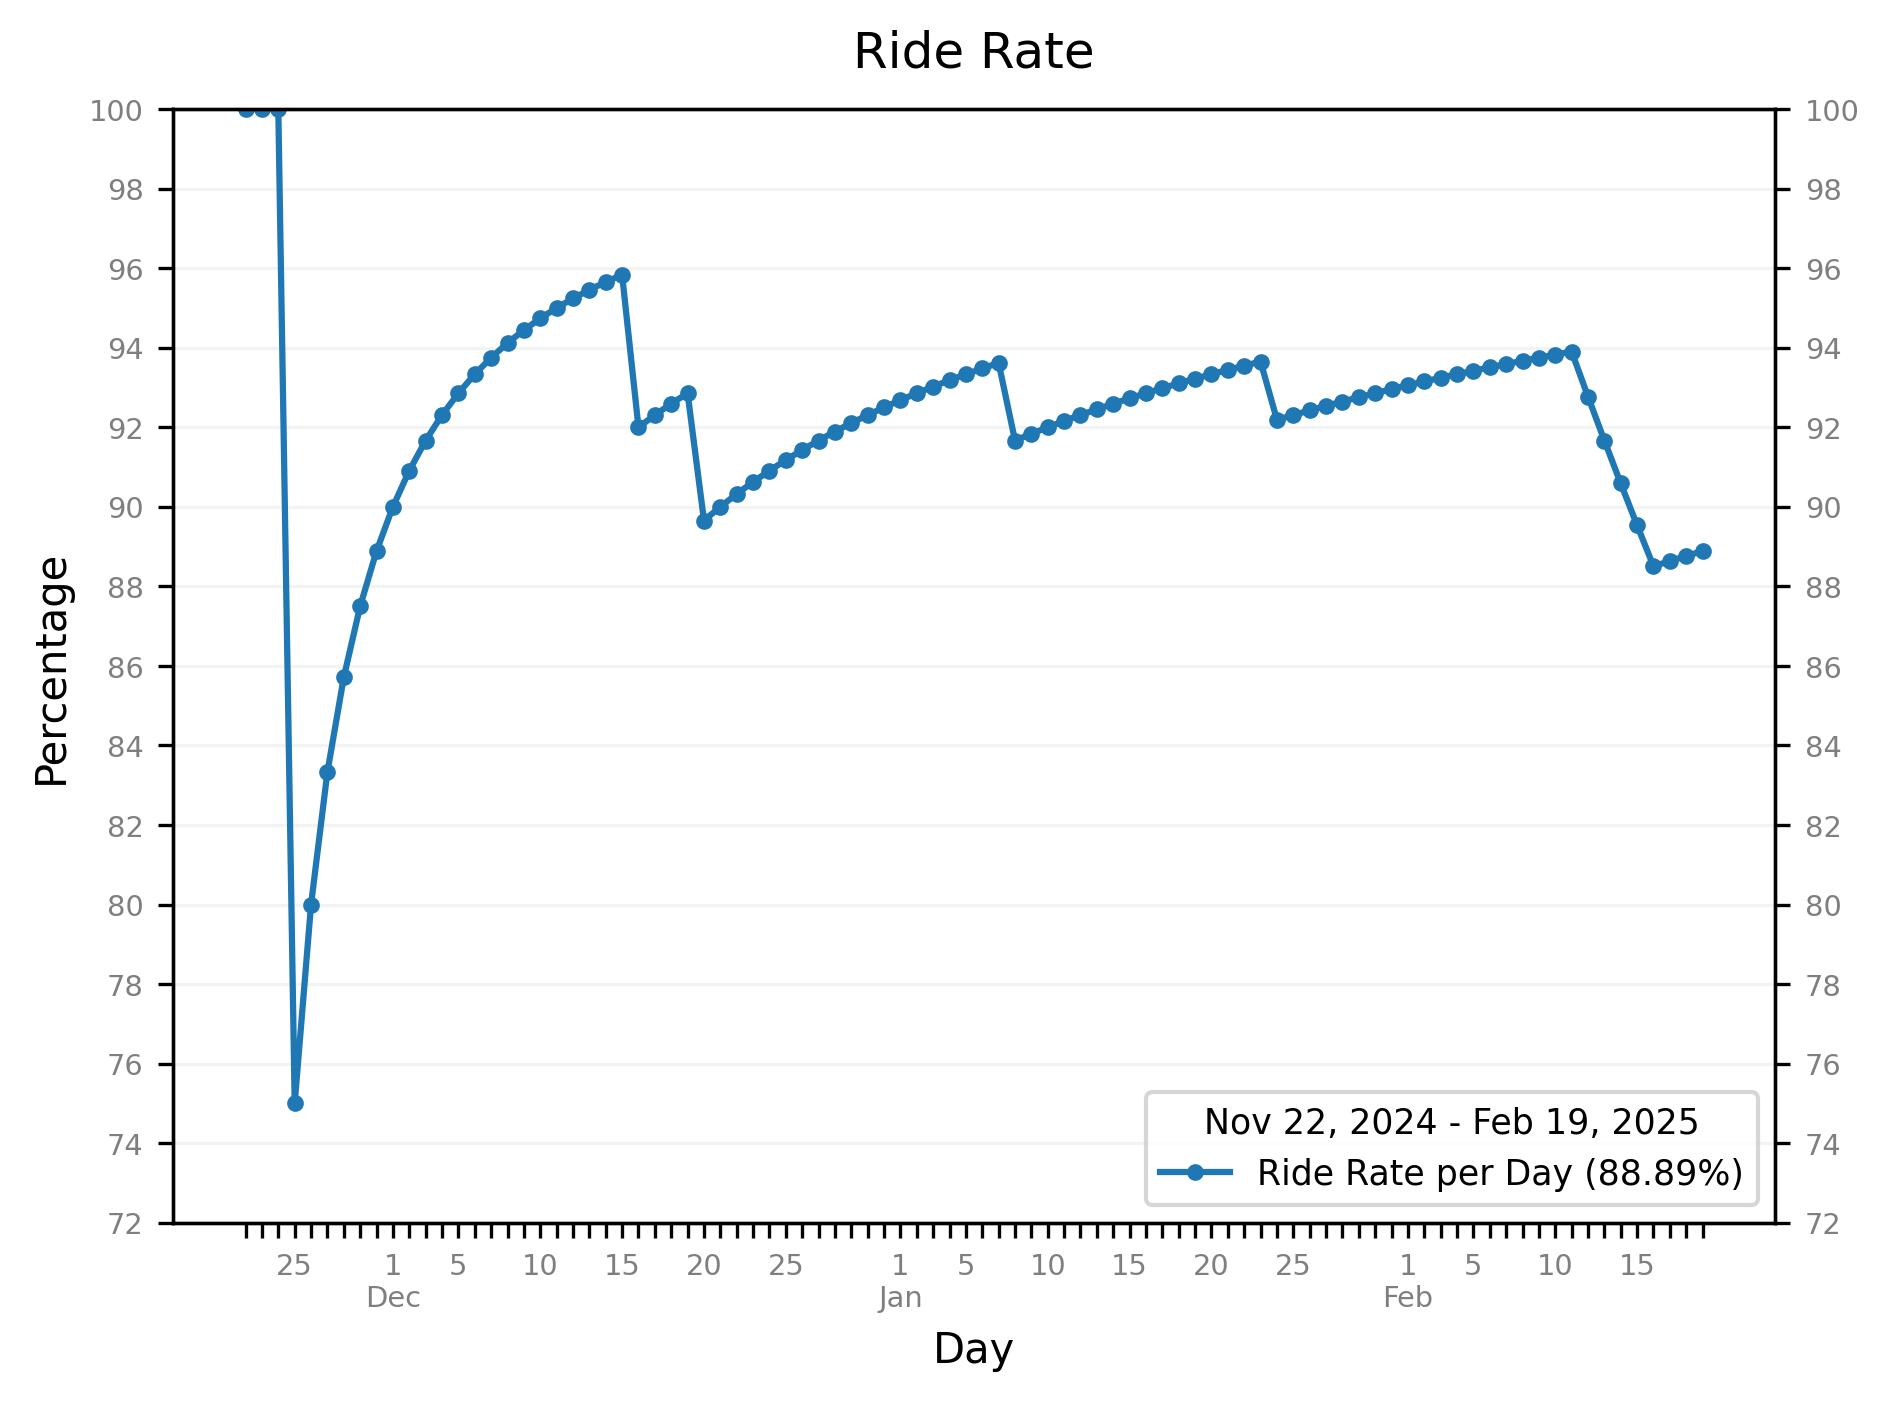 Ride Rate
100 100
98 98
96 96
94 94
92 92
90 90
88 88
86 86
84 84
82 82
80 80
78 78
76 76
74 74
72 72
Percentage
Nov 22, 2024 - Feb 19, 2025
Ride Rate per Day (88.89%)
25 1 5 10 15 20 25 1 5 10 15 20 25 1 5 10 15
Dec Jan Feb
Day